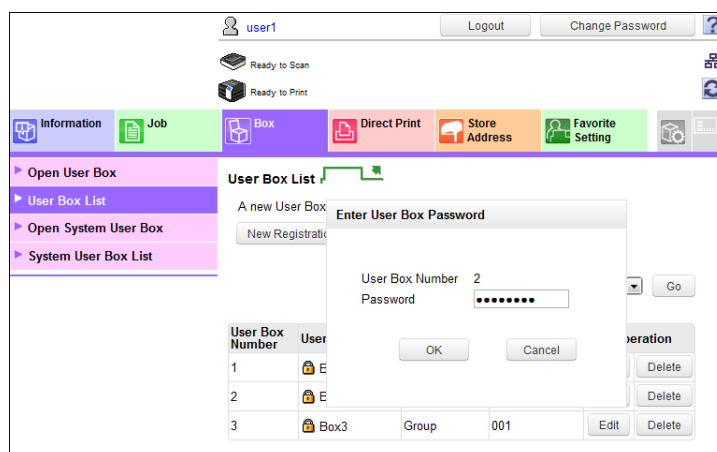 user1
Logout
Change Password
?
Ready to Scan
Ready to Print
Information
Job
Box
Direct Print
Store
Address
Favorite
Setting
Open User Box
User Box List
Open System User Box
System User Box List
User Box List
A new User Box
New Registratio
Enter User Box Password
User Box Number 2
Password ●●●●●●●●
OK Cancel
Go
User Box
Number
User
eration
1 Delete
2 Delete
3 Box3 Group 001 Edit Delete